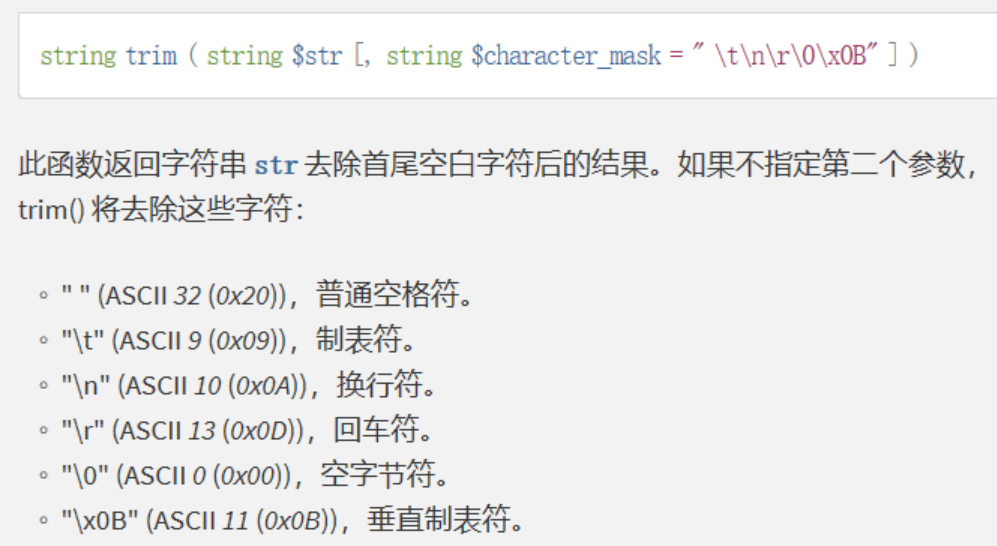 string trim ( string $str [, string $character_mask = " \t\n\r\0\x0B" ] )
此函数返回字符串 str 去除首尾空白字符后的结果。如果不指定第二个参数，
trim() 将去除这些字符：
◦ " " (ASCII 32 (0x20))，普通空格符。
◦ "\t" (ASCII 9 (0x09))，制表符。
◦ "\n" (ASCII 10 (0x0A))，换行符。
◦ "\r" (ASCII 13 (0x0D))，回车符。
◦ "\0" (ASCII 0 (0x00))，空字节符。
◦ "\x0B" (ASCII 11 (0x0B))，垂直制表符。